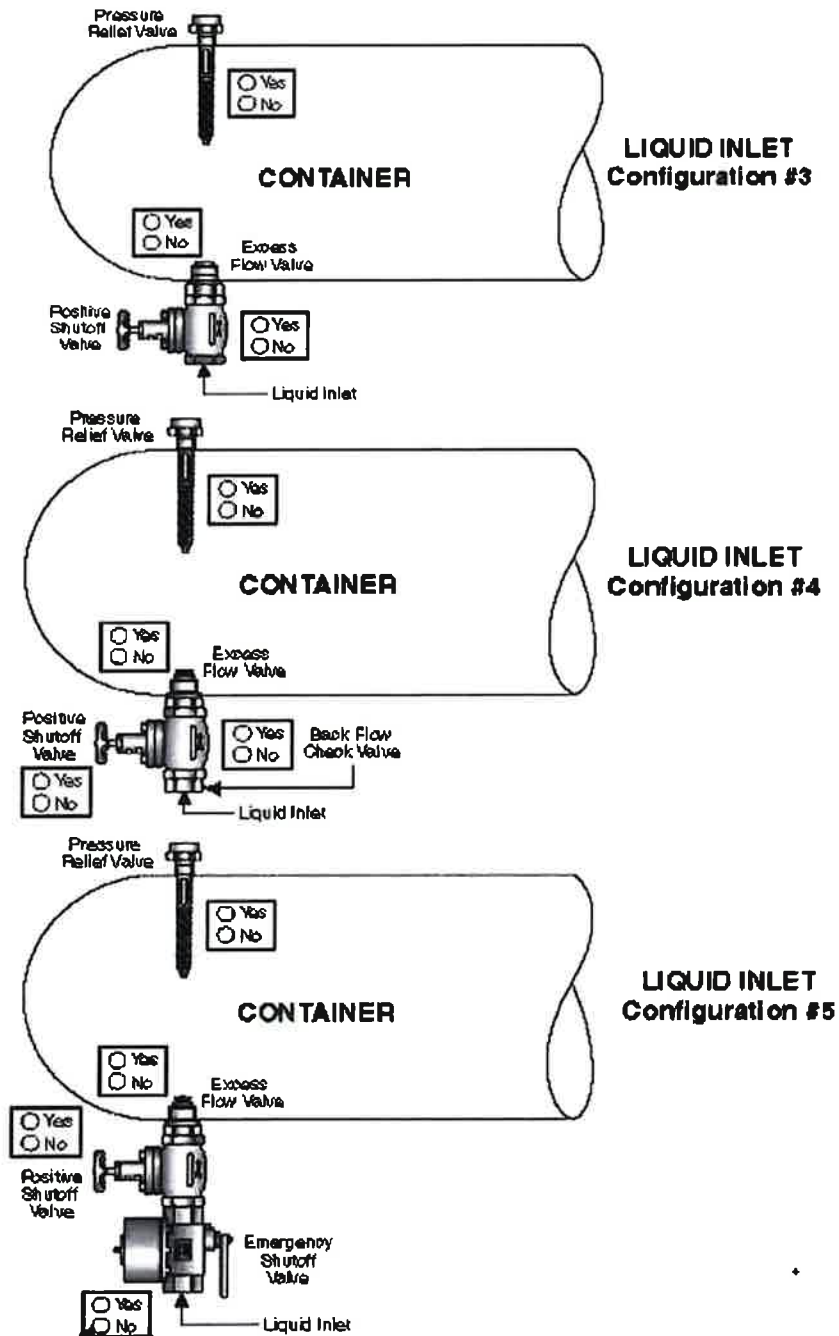 Pressure
Relief Valve
Yes
No
CONTAINER
LIQUID INLET
Configuration #3
Yes
No
Excess
Flow Valve
Positive
Shutoff
Valve
Yes
No
Liquid Inlet
Pressure
Relief Valve
Yes
No
CONTAINER
LIQUID INLET
Configuration #4
Yes
No
Excess
Flow Valve
Positive
Shutoff
Valve
Yes
No
Back Flow
Check Valve
Yes
No
Liquid Inlet
Pressure
Relief Valve
Yes
No
CONTAINER
LIQUID INLET
Configuration #5
Yes
No
Excess
Flow Valve
Yes
No
Positive
Shutoff
Valve
Emergency
Shutoff
Valve
Yes
No
Liquid Inlet